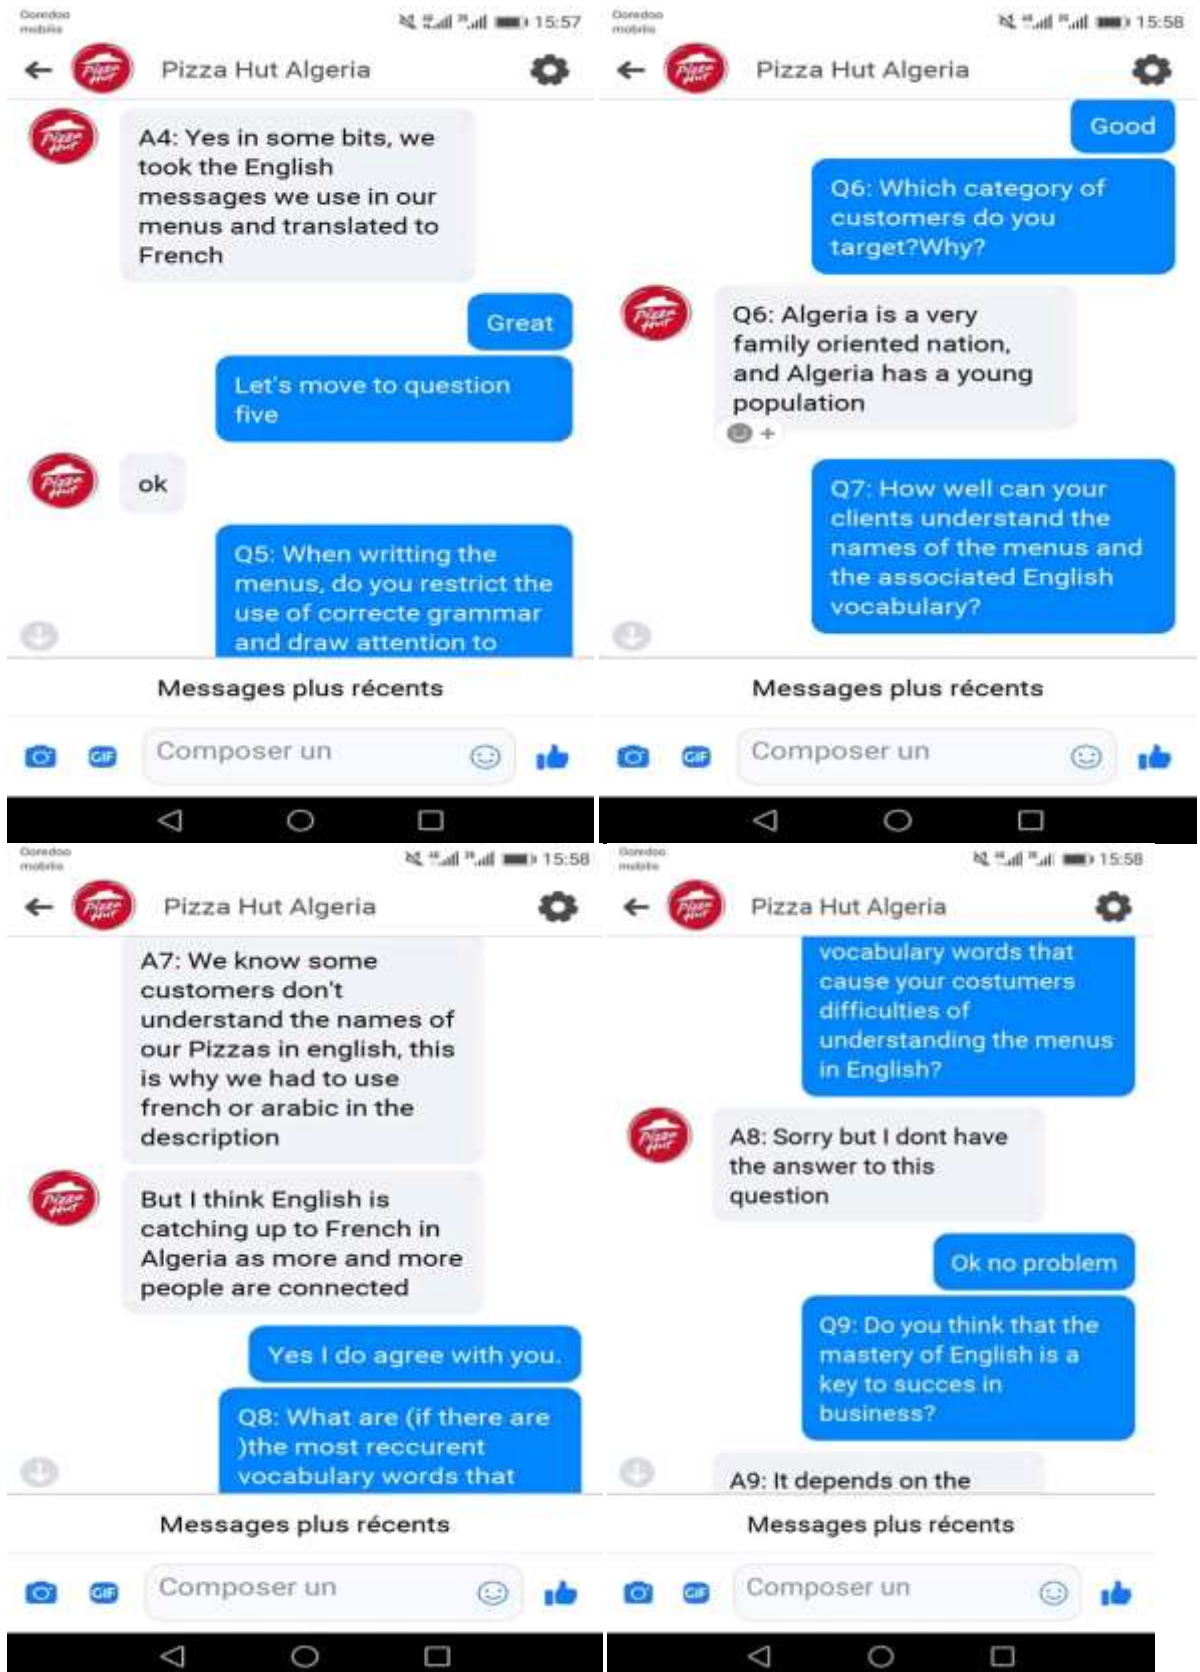 Ooredoo
mobilis
15:57
Pizza Hut Algeria
A4: Yes in some bits, we
took the English
messages we use in our
menus and translated to
French
Great
Let's move to question
five
ok
Q5: When writting the
menus, do you restrict the
use of correcte grammar
and draw attention to
Messages plus récents
GIF
Composer un
Ooredoo
mobilis
15:58
Pizza Hut Algeria
Good
Q6: Which category of
customers do you
target?Why?
Q6: Algeria is a very
family oriented nation,
and Algeria has a young
population
Q7: How well can your
clients understand the
names of the menus and
the associated English
vocabulary?
Messages plus récents
GIF
Composer un
Ooredoo
mobilis
15:58
Pizza Hut Algeria
A7: We know some
customers don't
understand the names of
our Pizzas in english, this
is why we had to use
french or arabic in the
description
But I think English is
catching up to French in
Algeria as more and more
people are connected
Yes I do agree with you.
Q8: What are (if there are
)the most reccurent
vocabulary words that
Messages plus récents
GIF
Composer un
Ooredoo
mobilis
15:58
Pizza Hut Algeria
vocabulary words that
cause your costumers
difficulties of
understanding the menus
in English?
A8: Sorry but I dont have
the answer to this
question
Ok no problem
Q9: Do you think that the
mastery of English is a
key to succes in
business?
A9: It depends on the
Messages plus récents
GIF
Composer un